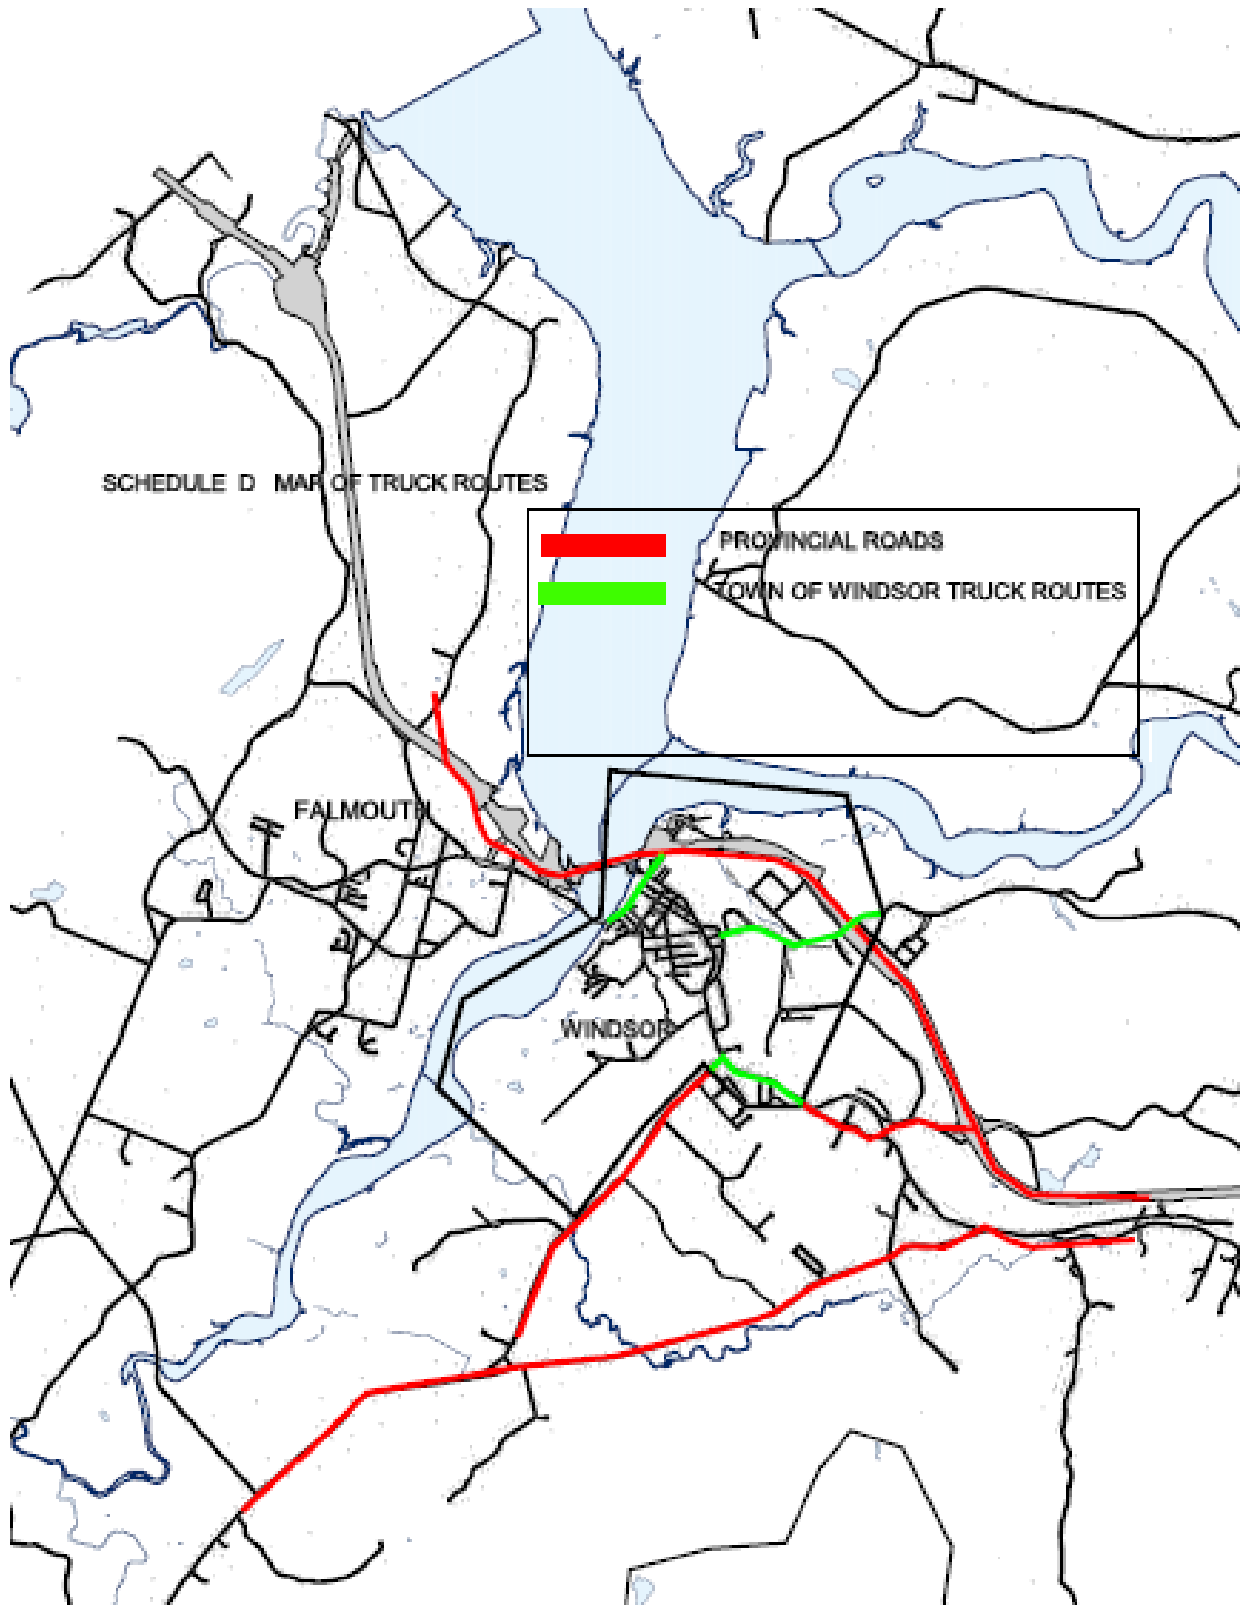 SCHEDULE D MAP OF TRUCK ROUTES
PROVINCIAL ROADS
TOWN OF WINDSOR TRUCK ROUTES
FALMOUTH
WINDSOR